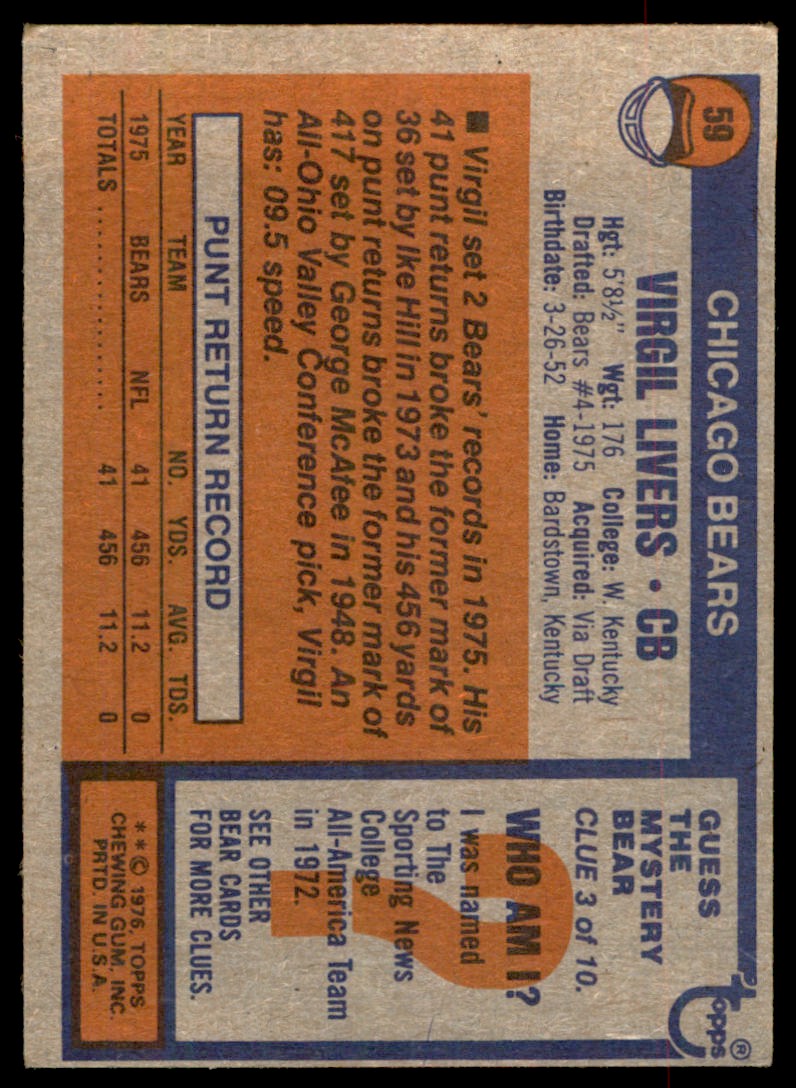 59
CHICAGO BEARS
VIRGIL LIVERS • CB
Hgt: 5'8½" Wgt: 176 College: W. Kentucky
Drafted: Bears #4-1975 Acquired: Via Draft
Birthdate: 3-26-52 Home: Bardstown, Kentucky
■ Virgil set 2 Bears' records in 1975. His
41 punt returns broke the former mark of
36 set by Ike Hill in 1973 and his 456 yards
on punt returns broke the former mark of
417 set by George McAfee in 1948. An
All-Ohio Valley Conference pick, Virgil
has: 09.5 speed.
PUNT RETURN RECORD
YEAR TEAM NO. YDS. AVG. TDS.
1975 BEARS NFL 41 456 11.2 0
TOTALS .................. 41 456 11.2 0
topps®
GUESS
THE
MYSTERY
BEAR
CLUE 3 of 10.
WHO AM I?
I was named
to The
Sporting News
College
All-America Team
in 1972.
SEE OTHER
BEAR CARDS
FOR MORE CLUES.
**© 1976, TOPPS
CHEWING GUM, INC.
PRTD. IN U.S.A.